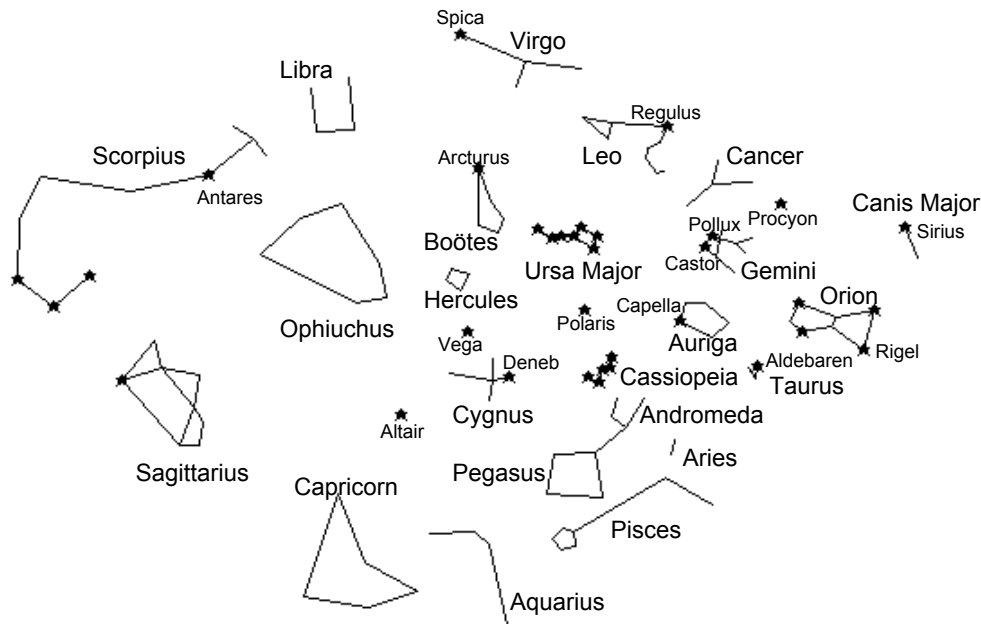 Spica
Virgo
Libra
Regulus
Scorpius
Arcturus
Leo
Cancer
Antares
Procyon
Canis Major
Pollux
Sirius
Boötes
Ursa Major
Castor
Gemini
Hercules
Capella
Orion
Ophiuchus
Polaris
Vega
Auriga
Rigel
Deneb
Aldebaren
Cassiopeia
Taurus
Cygnus
Andromeda
Altair
Aries
Sagittarius
Pegasus
Capricorn
Pisces
Aquarius